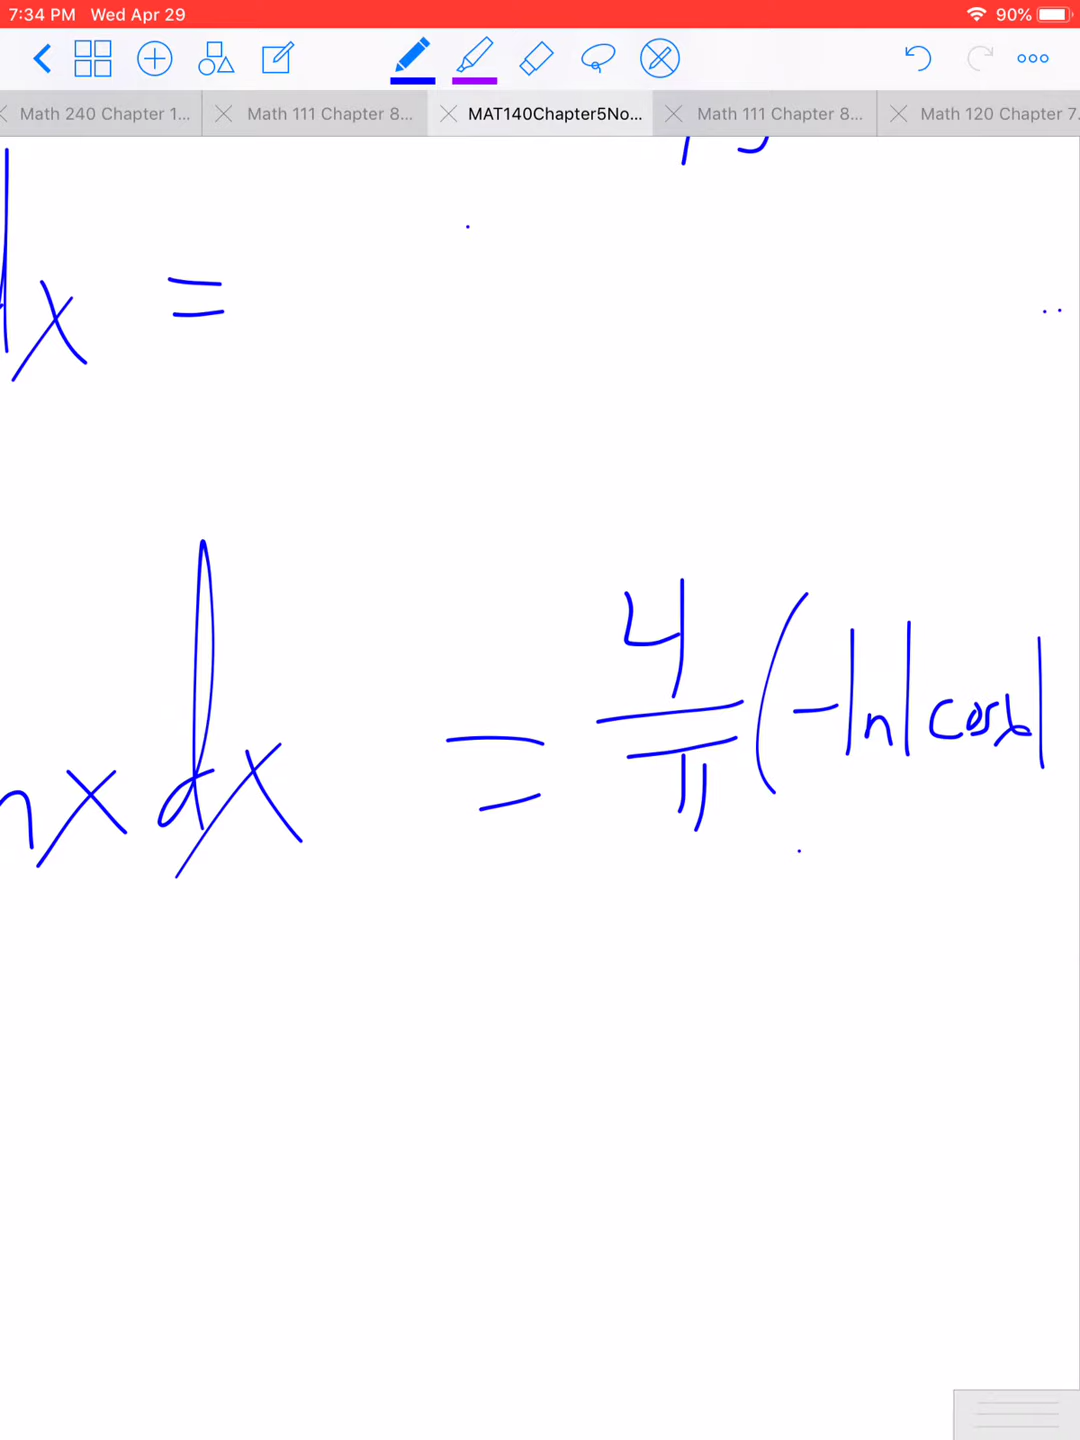 7:34 PM Wed Apr 29 90%
Math 240 Chapter 1... Math 111 Chapter 8... MAT140Chapter5No... Math 111 Chapter 8... Math 120 Chapter 7.
dx =
nx dx = 4/π (-ln|cosx|